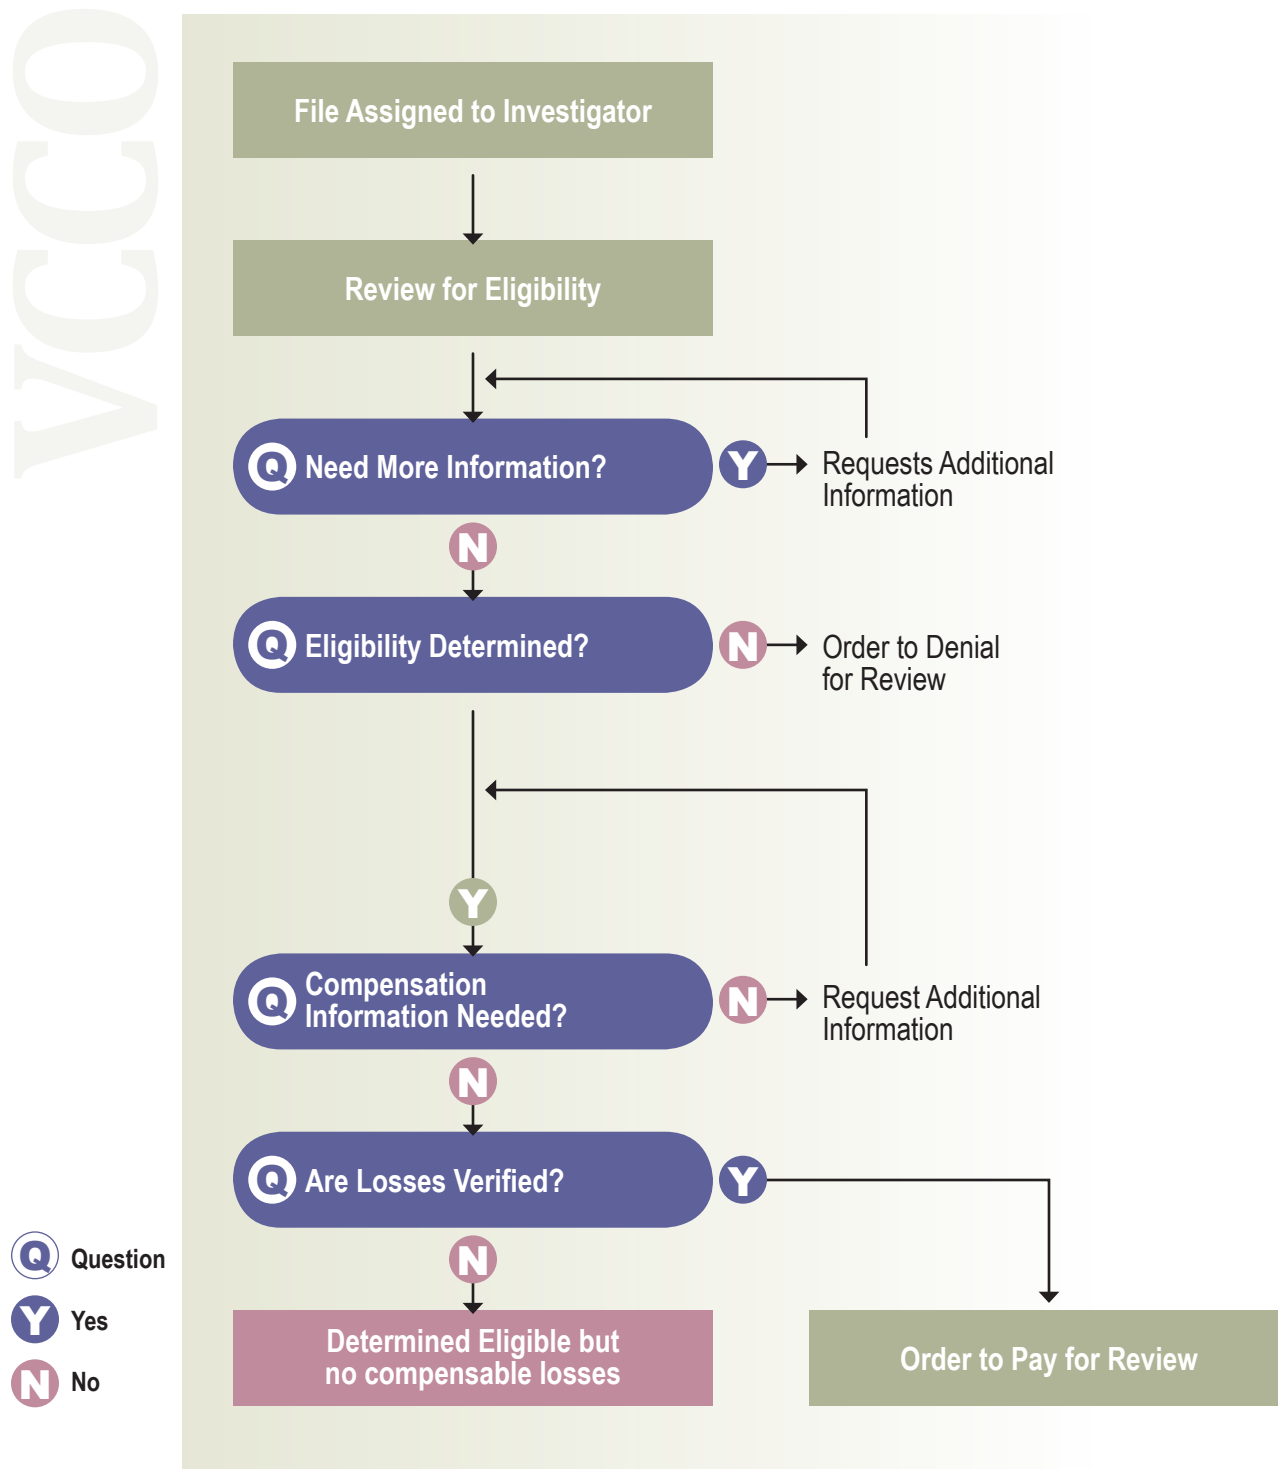 VCCO
File Assigned to Investigator
Review for Eligibility
Q Need More Information?
Y
Requests Additional
Information
N
Q Eligibility Determined?
N
Order to Denial
for Review
Y
Q Compensation
Information Needed?
N
Request Additional
Information
N
Q Are Losses Verified?
Y
N
Determined Eligible but
no compensable losses
Order to Pay for Review
Q Question
Y Yes
N No